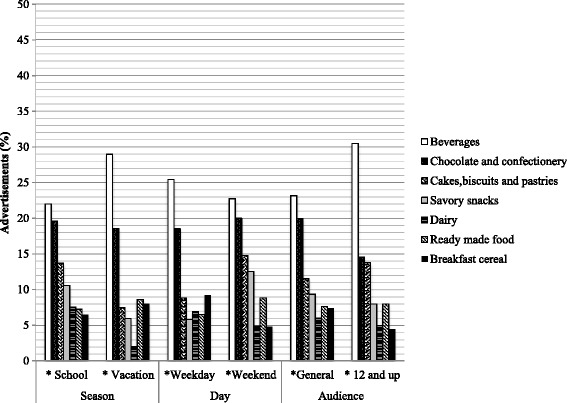 50
45
40
35
30
25
20
15
10
5
0
Advertisements (%)
* School
* Vacation
*Weekday
*Weekend
*General
* 12 and up
Season
Day
Audience
Beverages
Chocolate and confectionery
Cakes,biscuits and pastries
Savory snacks
Dairy
Ready made food
Breakfast cereal